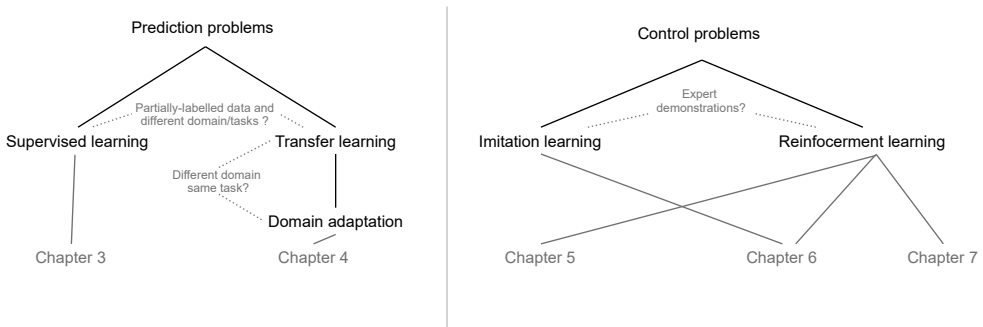 Prediction problems
Partially-labelled data and
different domain/tasks ?
Supervised learning
Transfer learning
Different domain
same task?
Domain adaptation
Chapter 3
Chapter 4
Control problems
Expert
demonstrations?
Imitation learning
Reinfocerment learning
Chapter 5
Chapter 6
Chapter 7